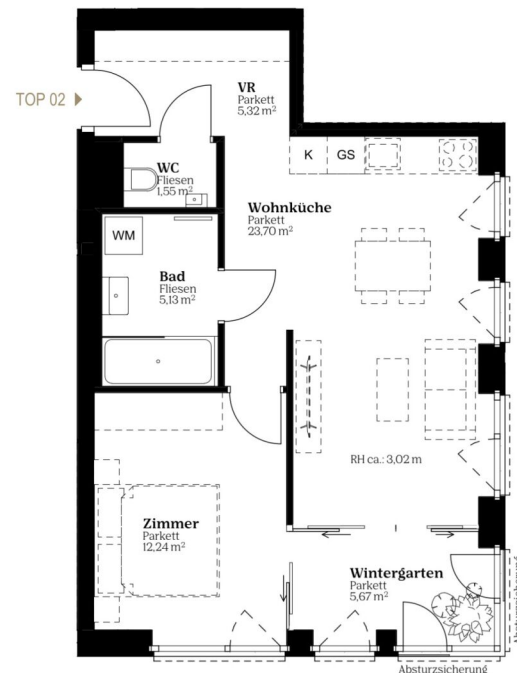 TOP 02
VR
Parkett
5,32 m²
WC
Fliesen
1,55 m²
K
GS
Wohnküche
Parkett
23,70 m²
WM
Bad
Fliesen
5,13 m²
RH ca.: 3,02 m
Zimmer
Parkett
12,24 m²
Wintergarten
Parkett
5,67 m²
Absturzsicherung
Absturzsicherung